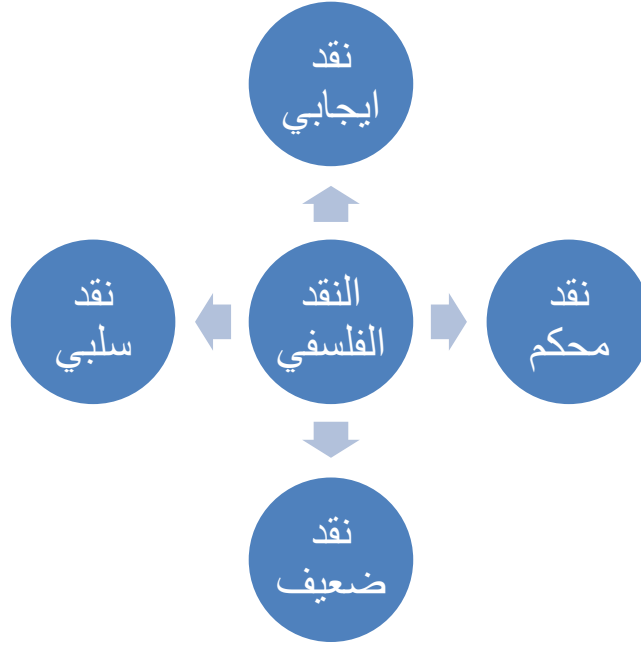 نقد
ايجابي
نقد
محكم
النقد
الفلسفي
نقد
سلبي
نقد
ضعيف